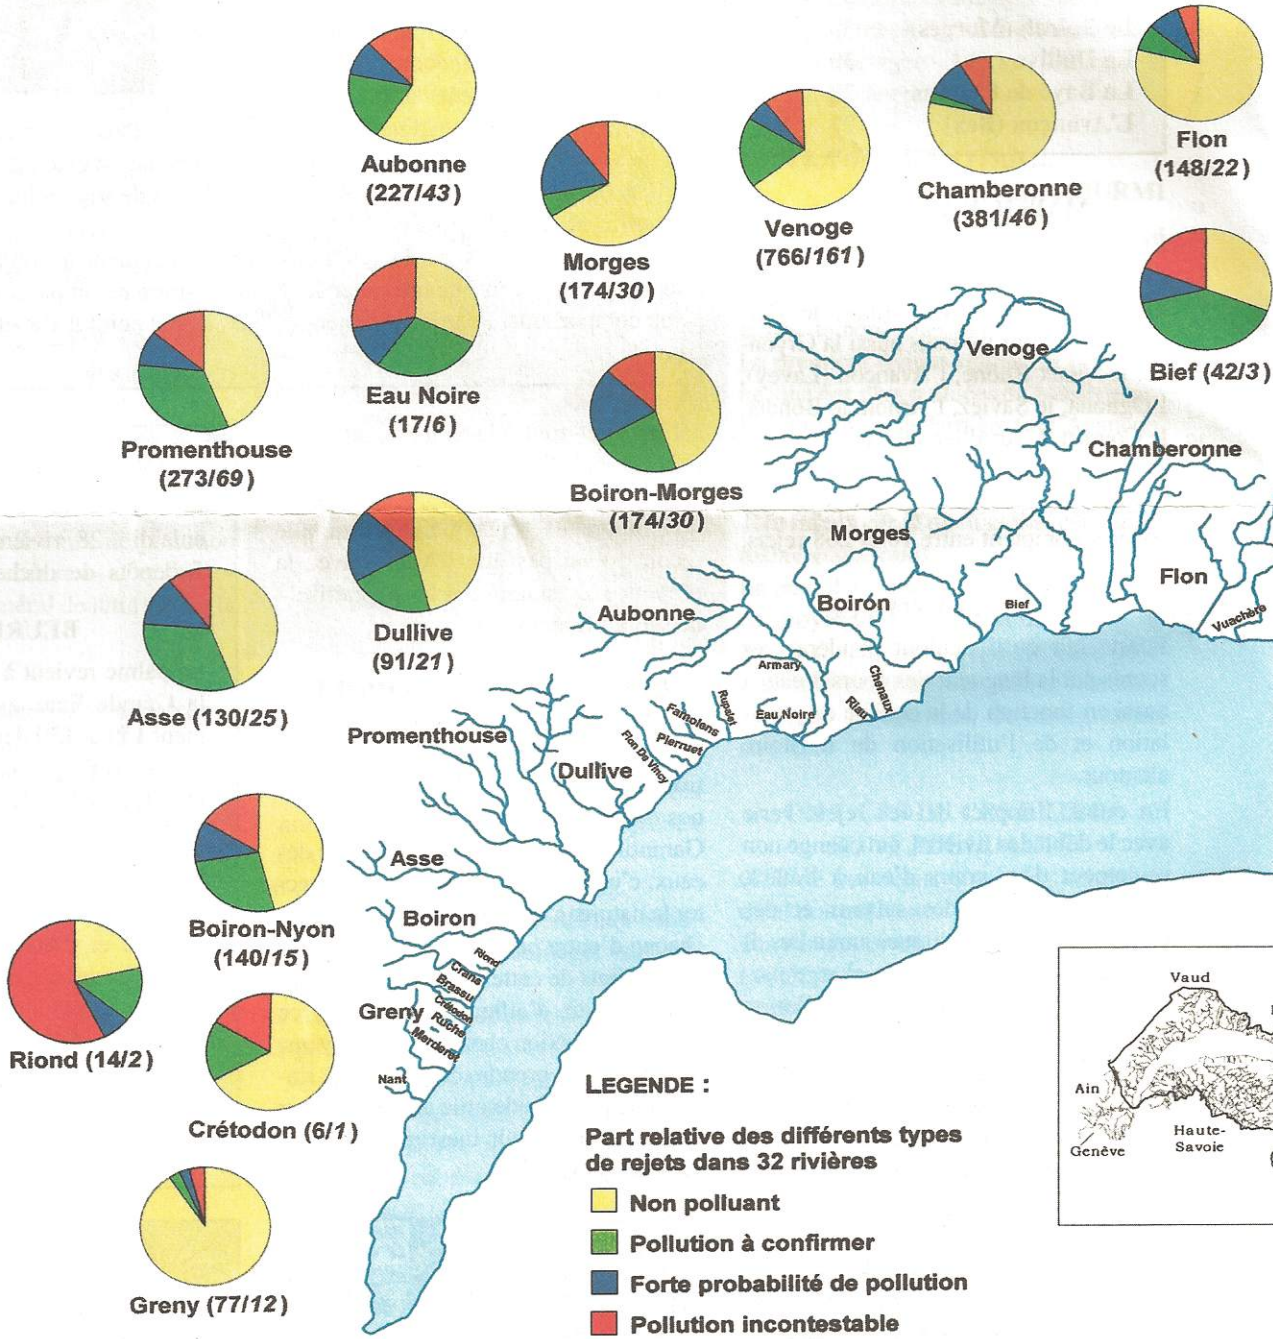 Aubonne
(227/43)
Morges
(174/30)
Venoge
(766/161)
Chamberonne
(381/46)
Flon
(148/22)
Promenthouse
(273/69)
Eau Noire
(17/6)
Boiron-Morges
(174/30)
Bief (42/3)
Asse (130/25)
Dullive
(91/21)
Boiron-Nyon
(140/15)
Riond (14/2)
Crétodon (6/1)
Greny (77/12)
Venoge
Chamberonne
Morges
Flon
Vuachère
Bief
Boiron
Aubonne
Armary
Eau Noire
Chenaux
Riau
Rupalet
Famolens
Pierruet
Flon De Vincy
Promenthouse
Dullive
Asse
Boiron
Riond
Crans
Brassu
Crétodon
Greny
Ruche
Merderet
Nant
LEGENDE :
Part relative des différents types
de rejets dans 32 rivières
Non polluant
Pollution à confirmer
Forte probabilité de pollution
Pollution incontestable
Vaud
Ain
Genève
Haute-
Savoie